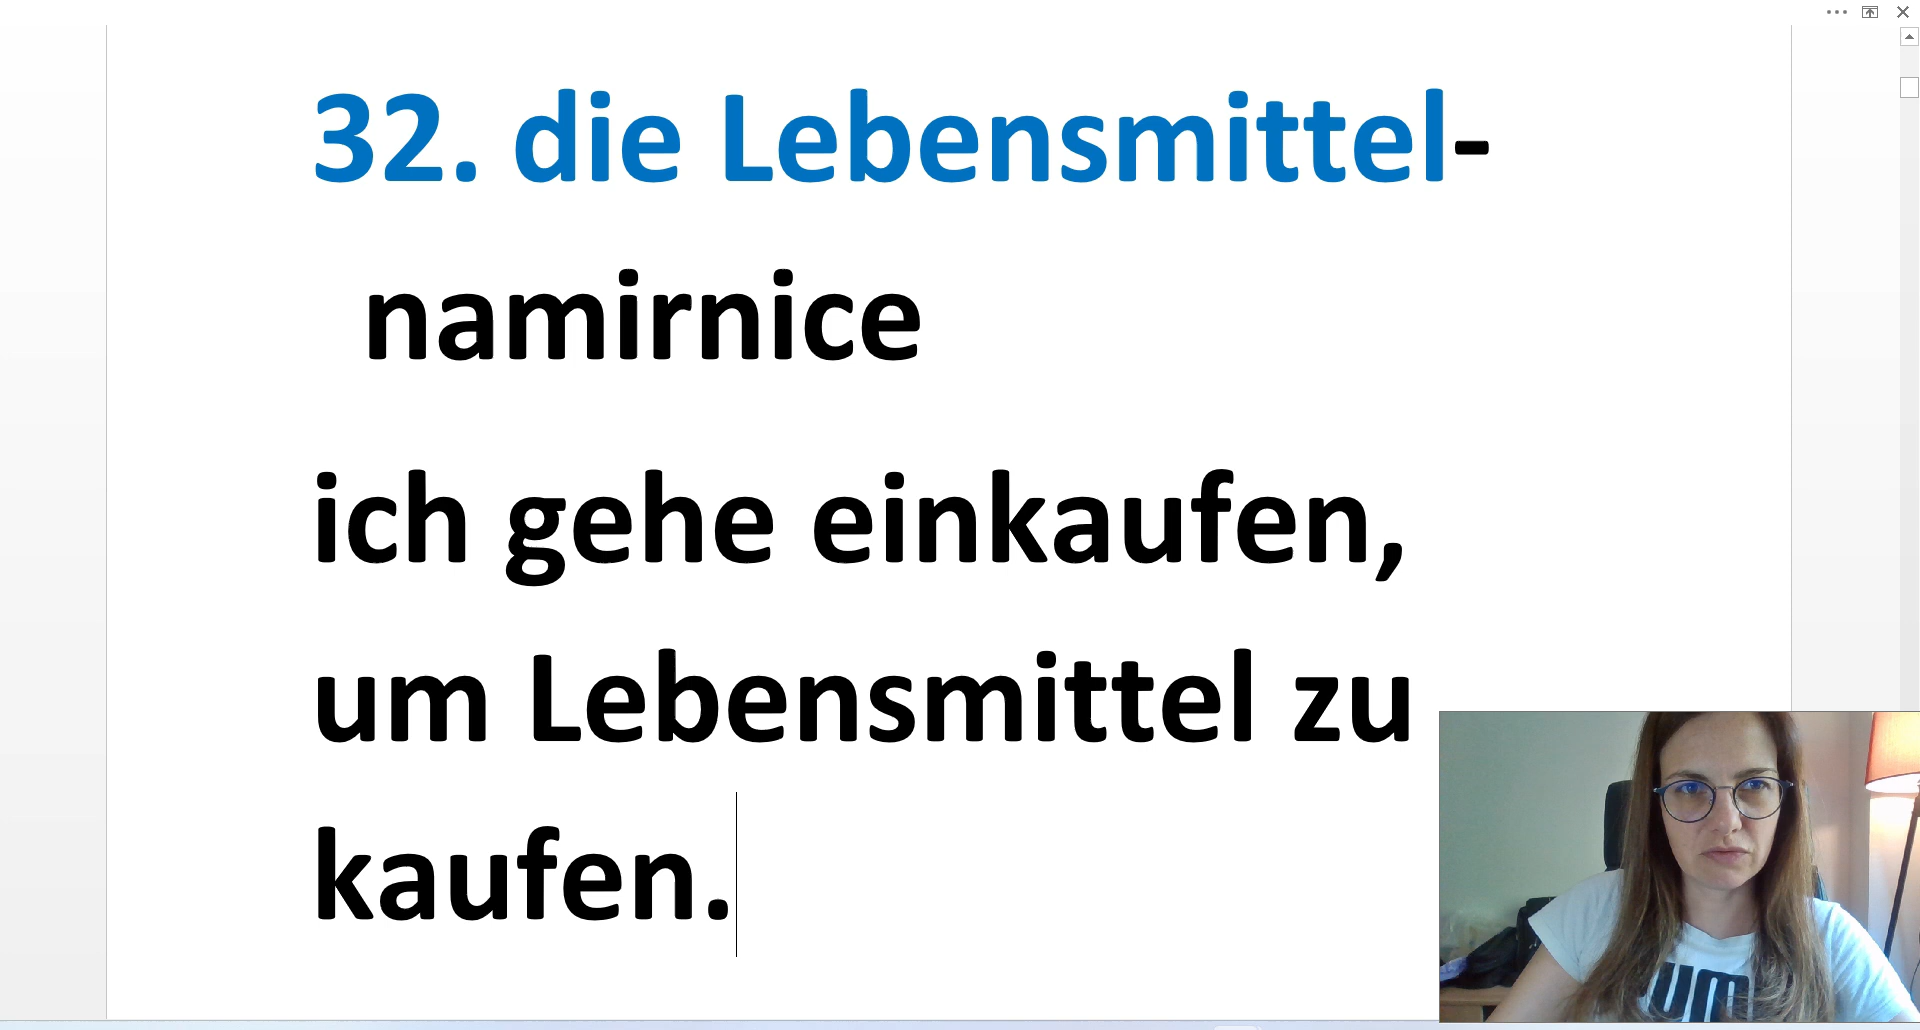 32. die Lebensmittel-
namirnice
ich gehe einkaufen,
um Lebensmittel zu
kaufen.